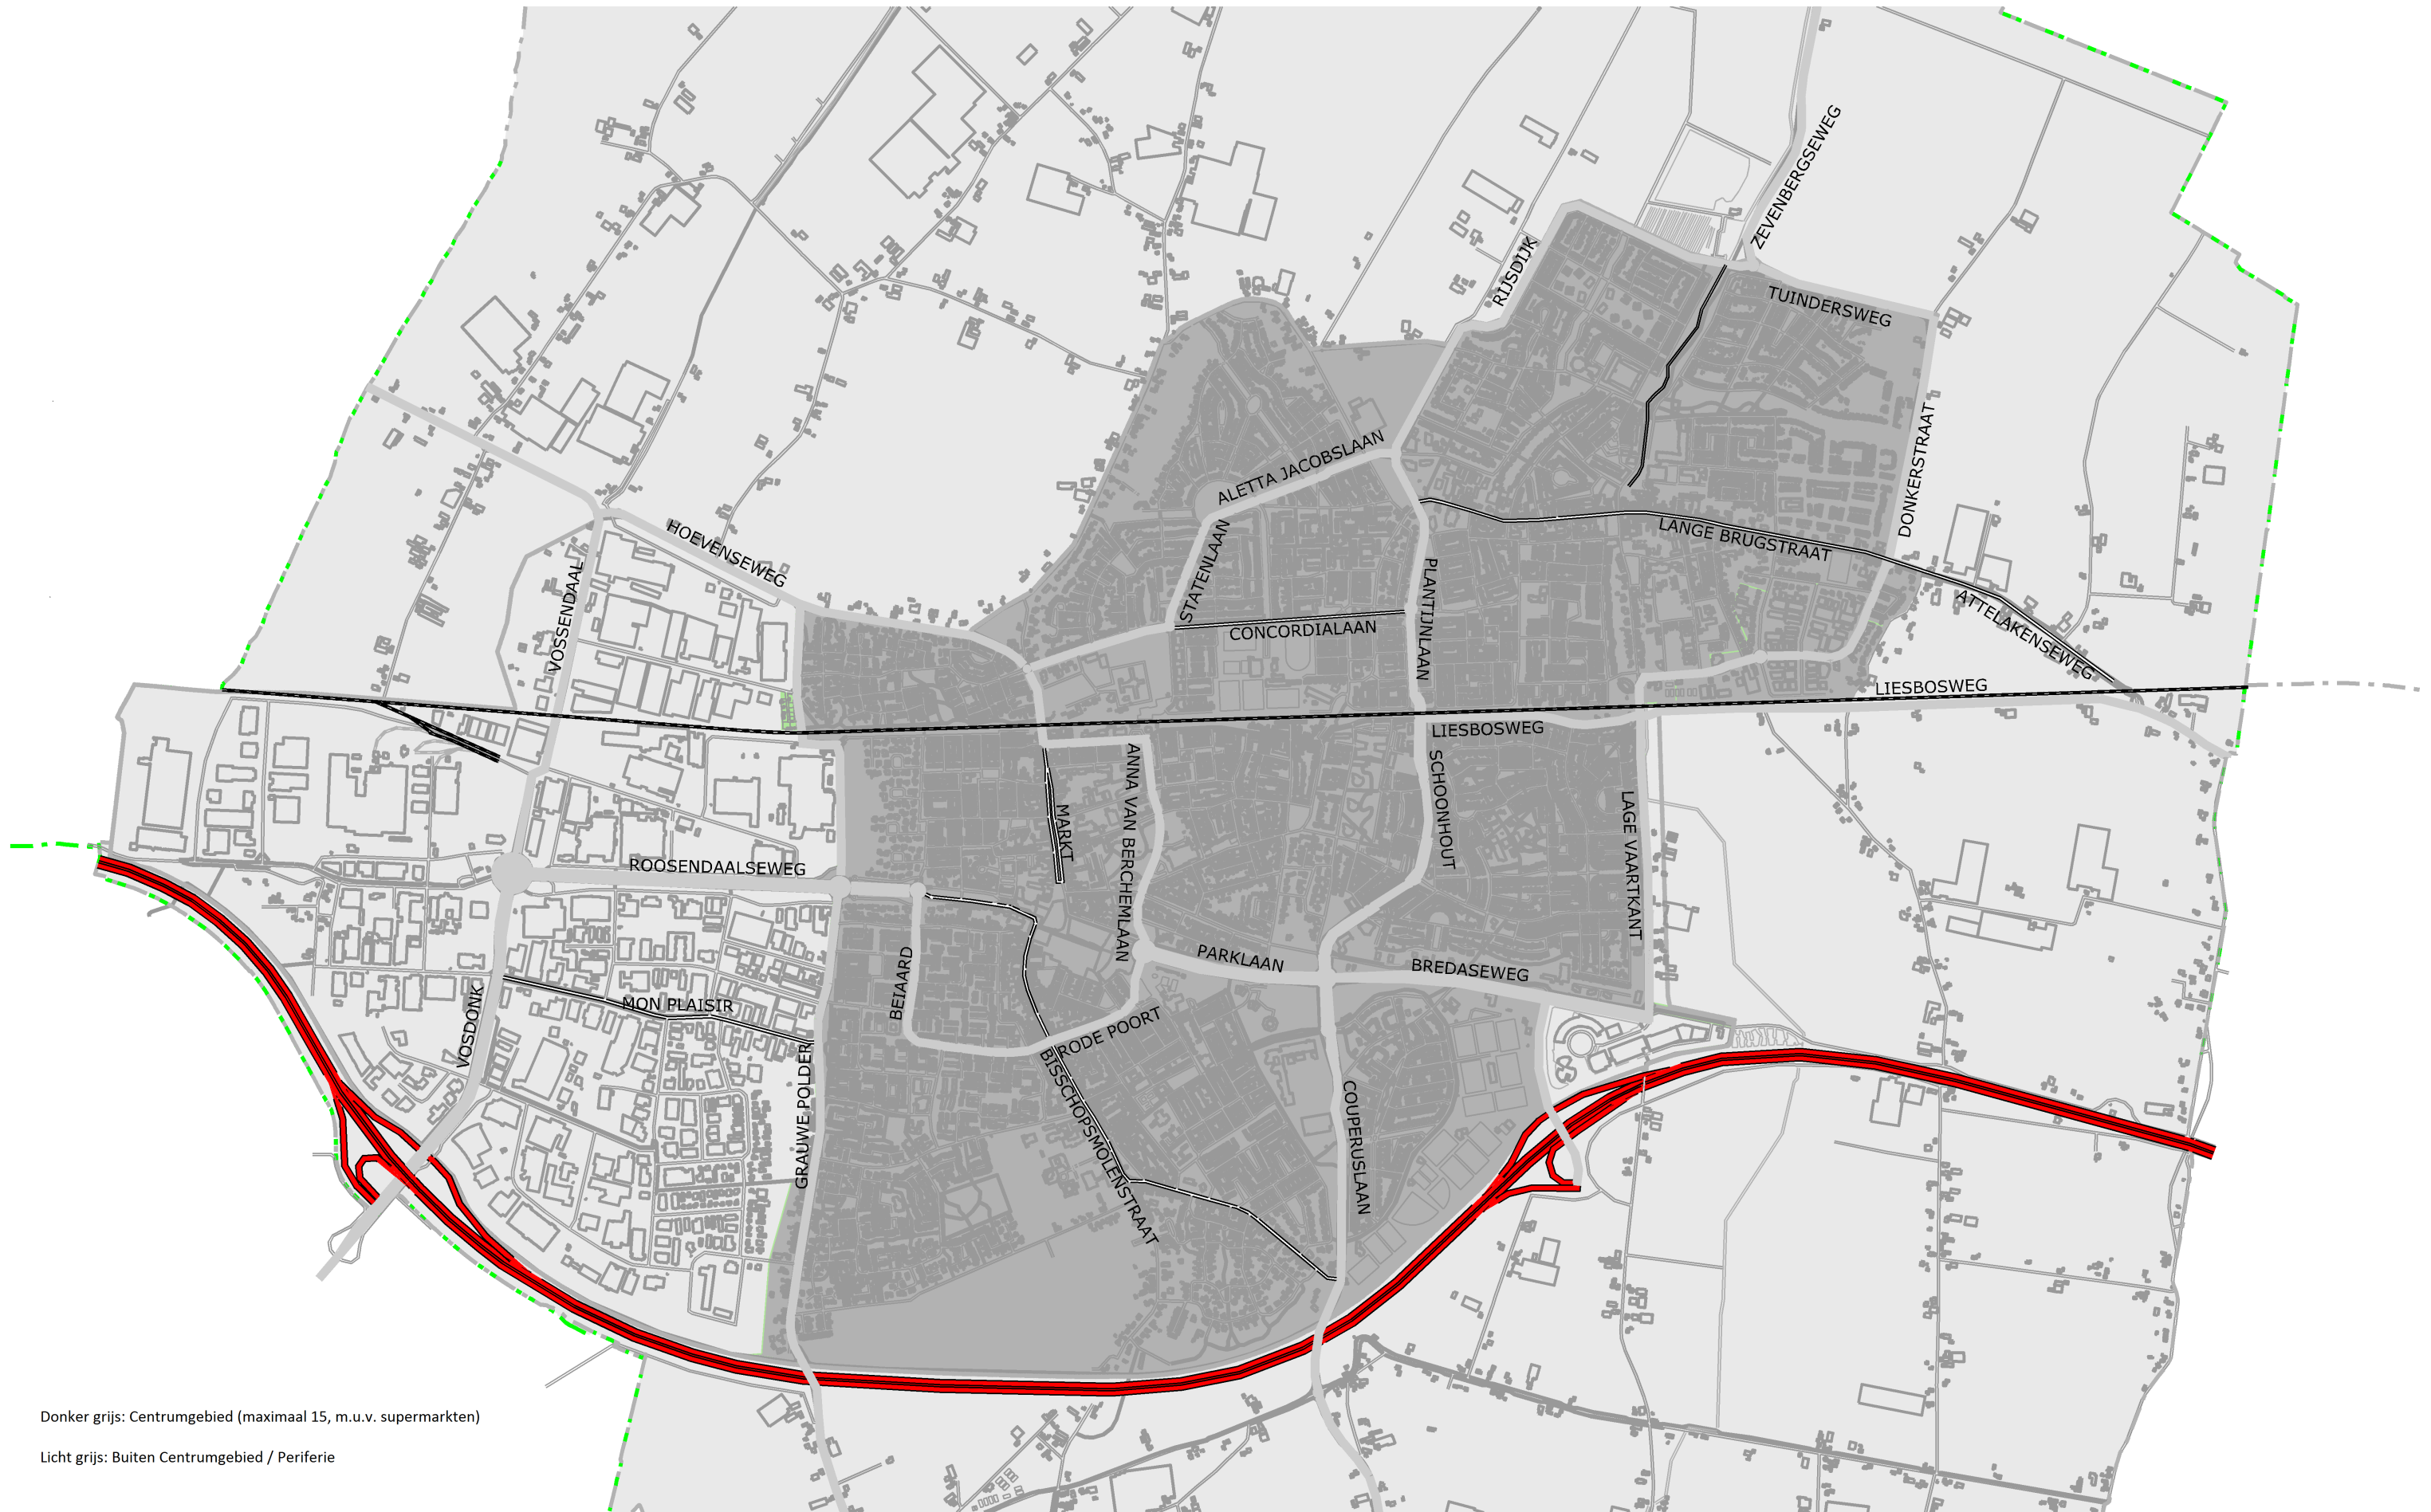 ZEVENBERGSEWEG
RIJSDIJK
TUINDERSWEG
ALETTA JACOBSLAAN
DONKERSTRAAT
HOEVENSEWEG
LANGE BRUGSTRAAT
STATENLAAN
VOSSENDAAL
PLANTIJNLAAN
CONCORDIALAAN
ATTELAKENSEWEG
LIESBOSWEG
LIESBOSWEG
ANNA VAN BERCHEMLAAN
SCHOONHOUT
MARKT
LAGE VAARTKANT
ROOSENDAALSEWEG
PARKLAAN
BREDASEWEG
BEIAARD
MON PLAISIR
VOSDONK
RODE POORT
GRAUWE POLDER
BISSCHOPSMOLENSTRAAT
COUPERUSLAAN
Donker grijs: Centrumgebied (maximaal 15, m.u.v. supermarkten)
Licht grijs: Buiten Centrumgebied / Periferie